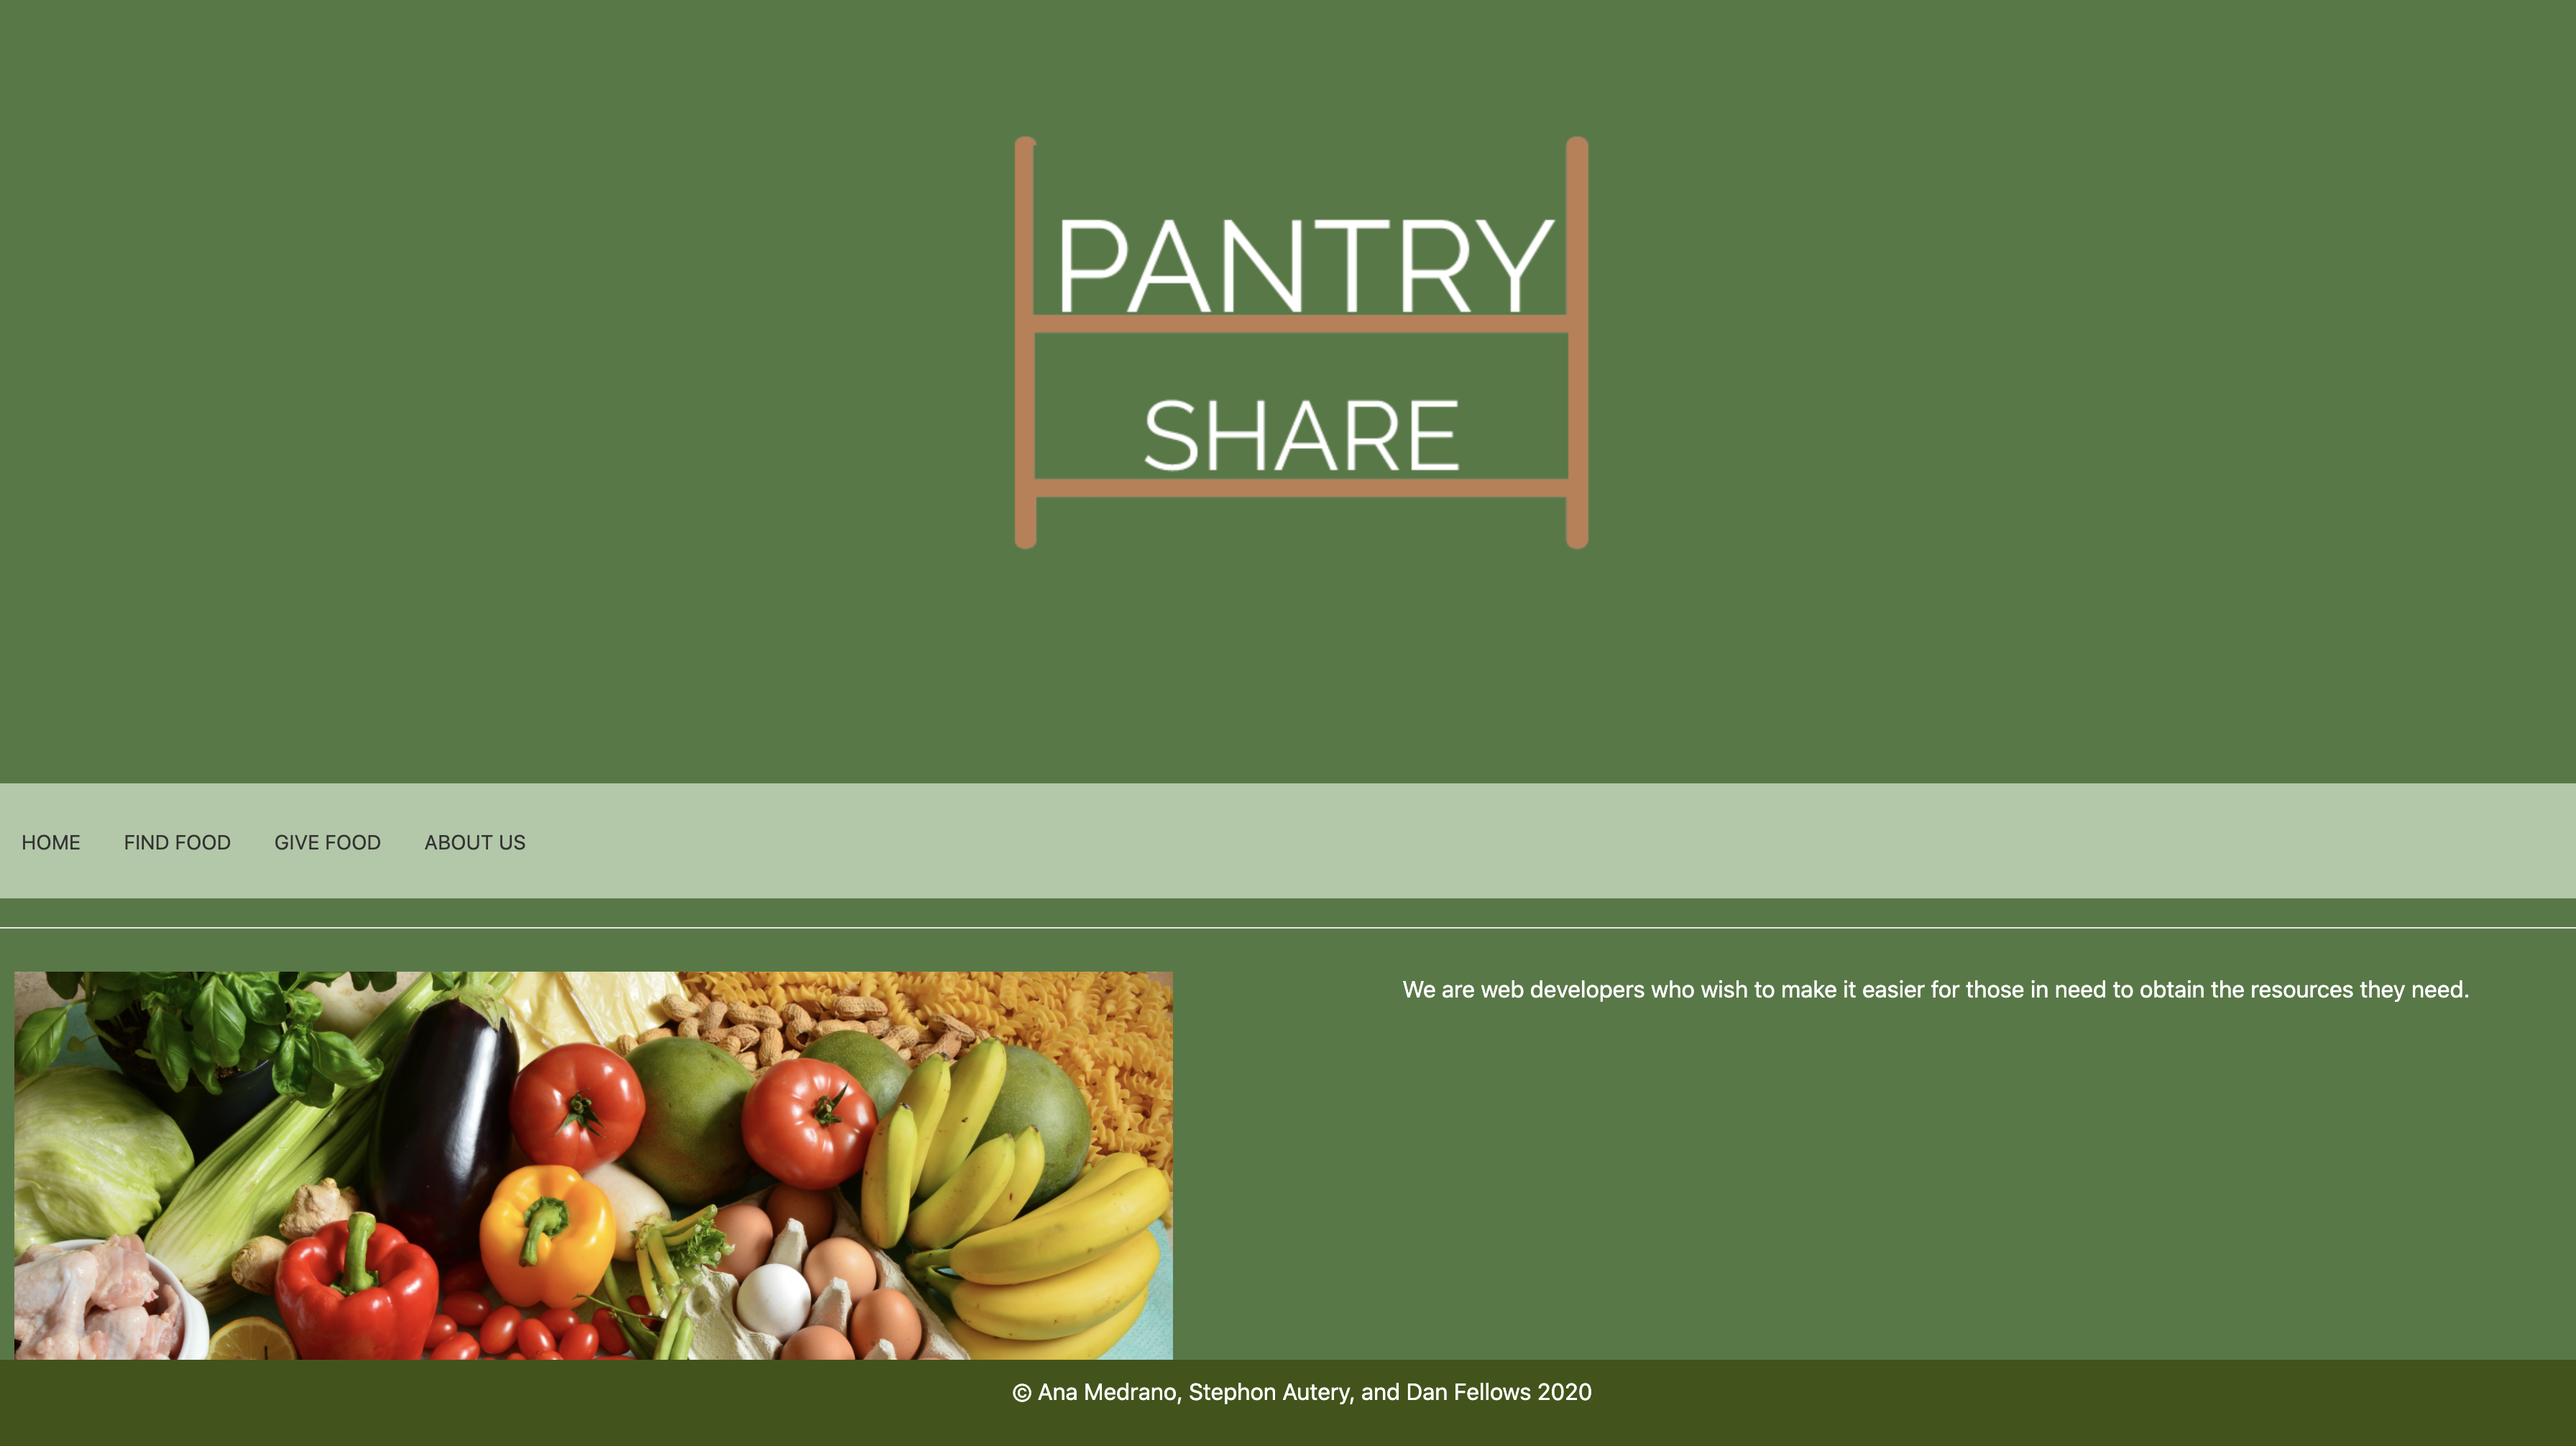 PANTRY
SHARE
HOME FIND FOOD GIVE FOOD ABOUT US
We are web developers who wish to make it easier for those in need to obtain the resources they need.
© Ana Medrano, Stephon Autery, and Dan Fellows 2020